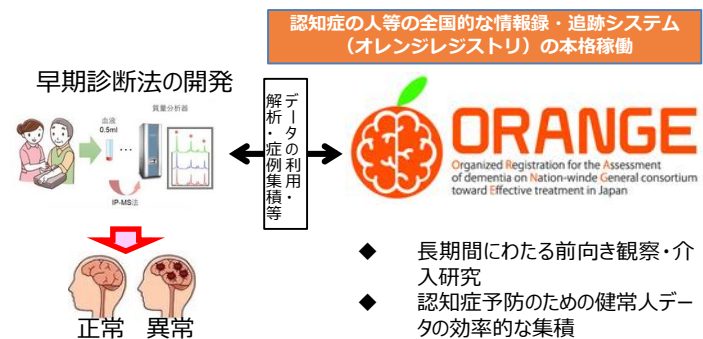 認知症の人等の全国的な情報録・追跡システム
（オレンジレジストリ）の本格稼働
早期診断法の開発
血液
0.5ml
…
質量分析器
IP-MS法
正常
異常
データの利用・
解析・症例集積等
ORANGE
Organized Registration for the Assessment
of dementia on Nation-winde General consortium
toward Effective treatment in Japan
◆ 長期間にわたる前向き観察・介
入研究
◆ 認知症予防のための健常人デー
タの効率的な集積